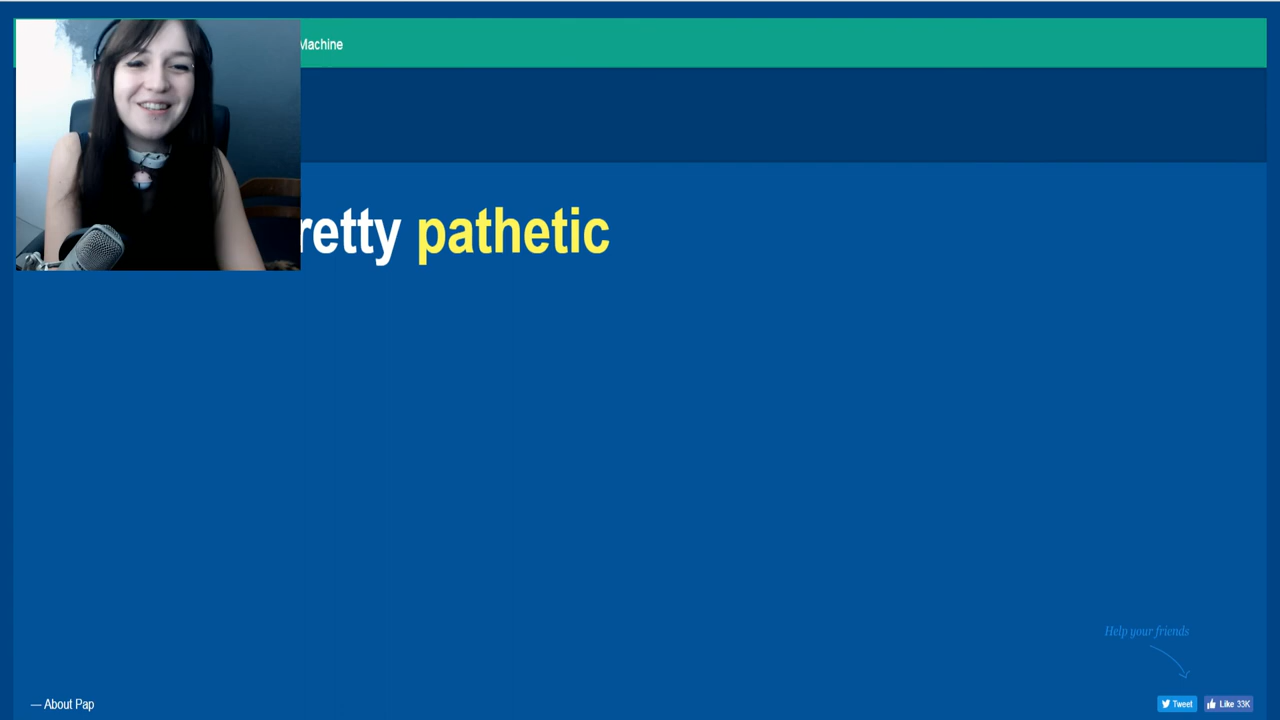 Machine
retty pathetic
Help your friends
— About Pap
Tweet
Like 33K